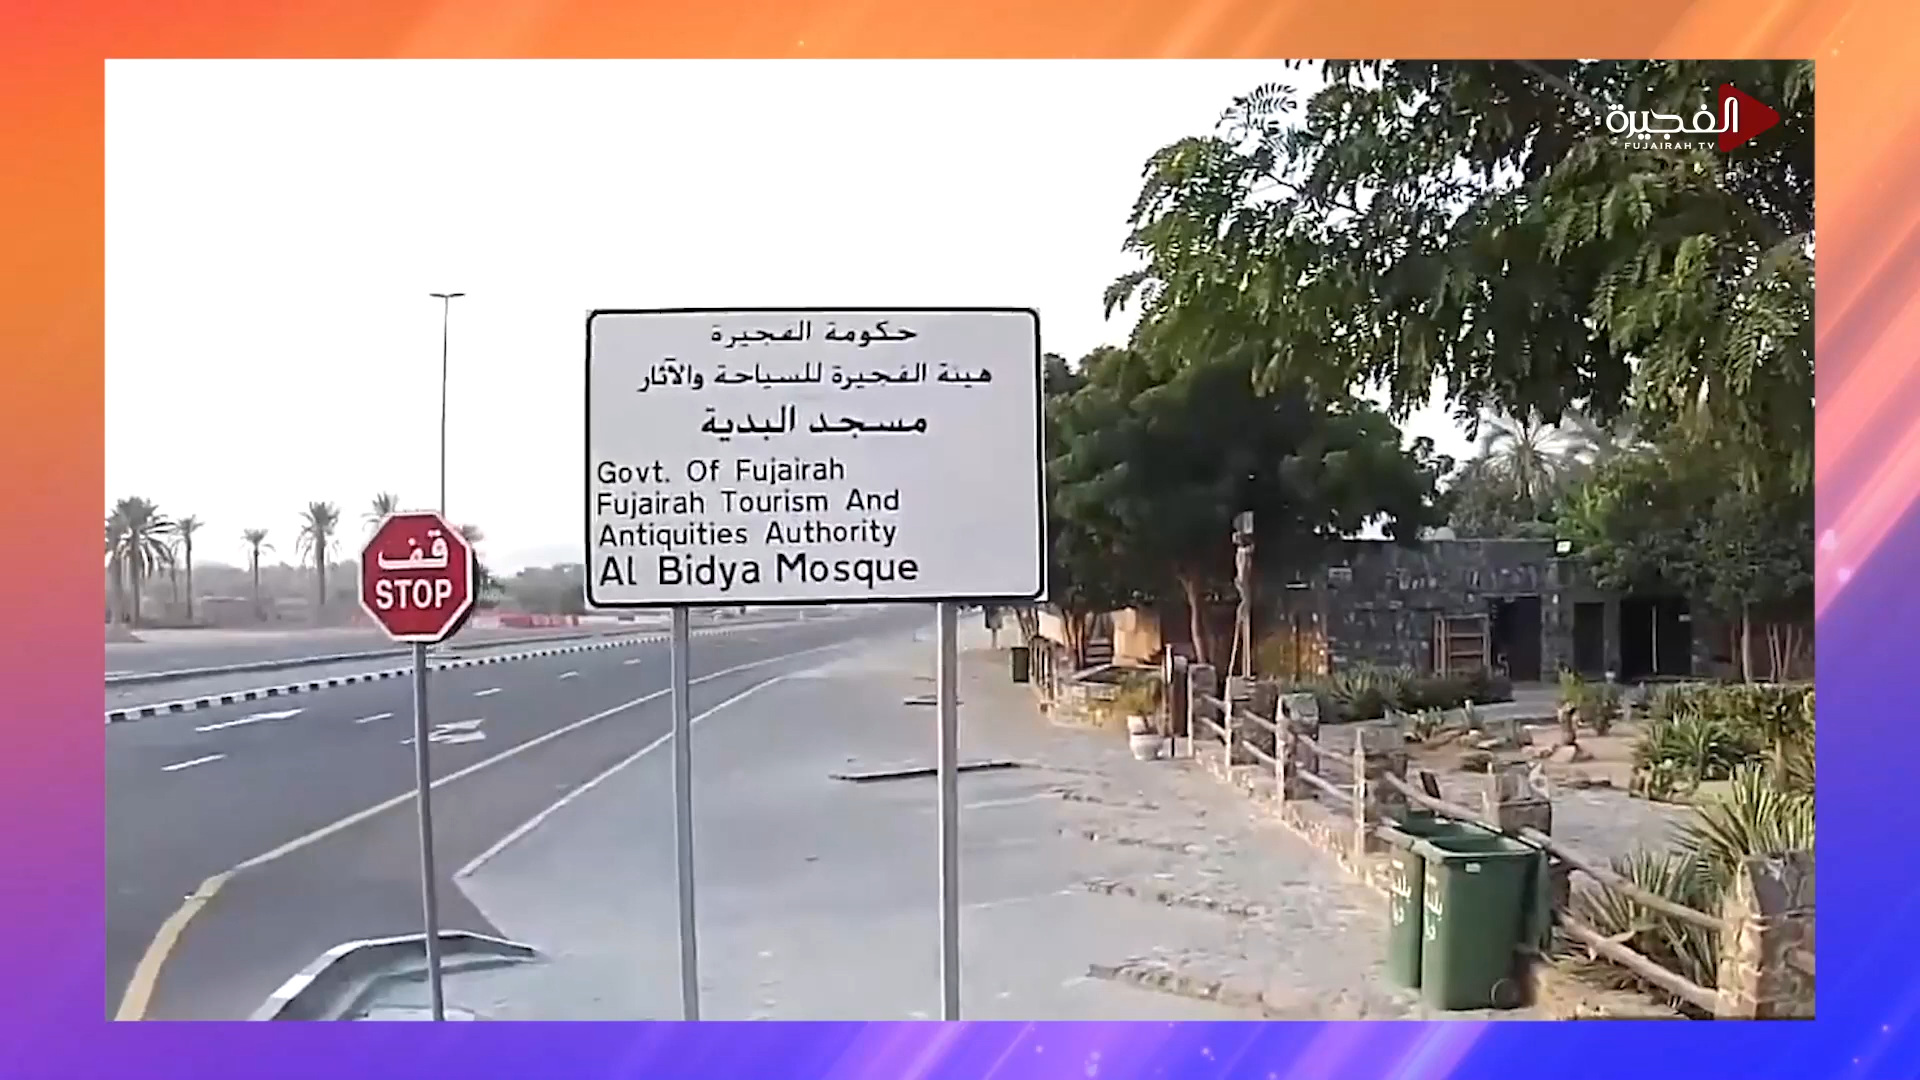 الفجيرة
FUJAIRAH TV
حكومة الفجيرة
هيئة الفجيرة للسياحة والآثار
مسجد البدية
Govt. Of Fujairah
Fujairah Tourism And
Antiquities Authority
Al Bidya Mosque
قف
STOP